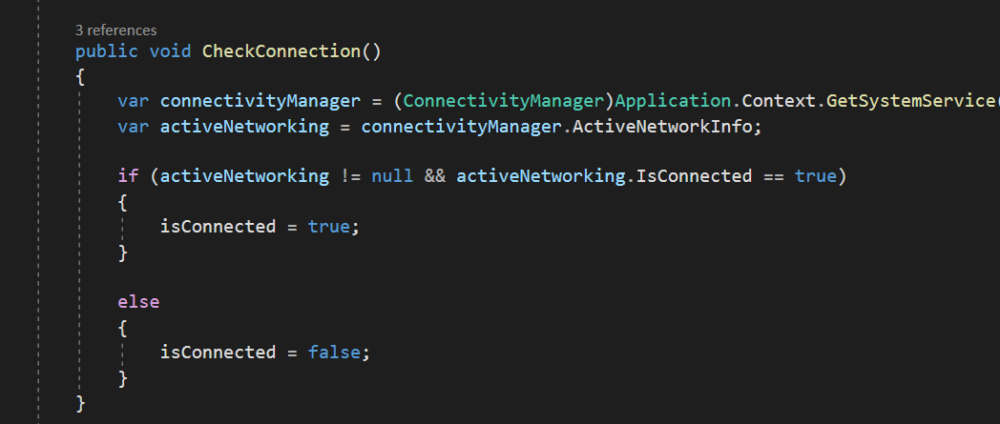 3 references
public void CheckConnection()
{
var connectivityManager = (ConnectivityManager)Application.Context.GetSystemService(
var activeNetworking = connectivityManager.ActiveNetworkInfo;
if (activeNetworking != null && activeNetworking.IsConnected == true)
{
isConnected = true;
}
else
{
isConnected = false;
}
}